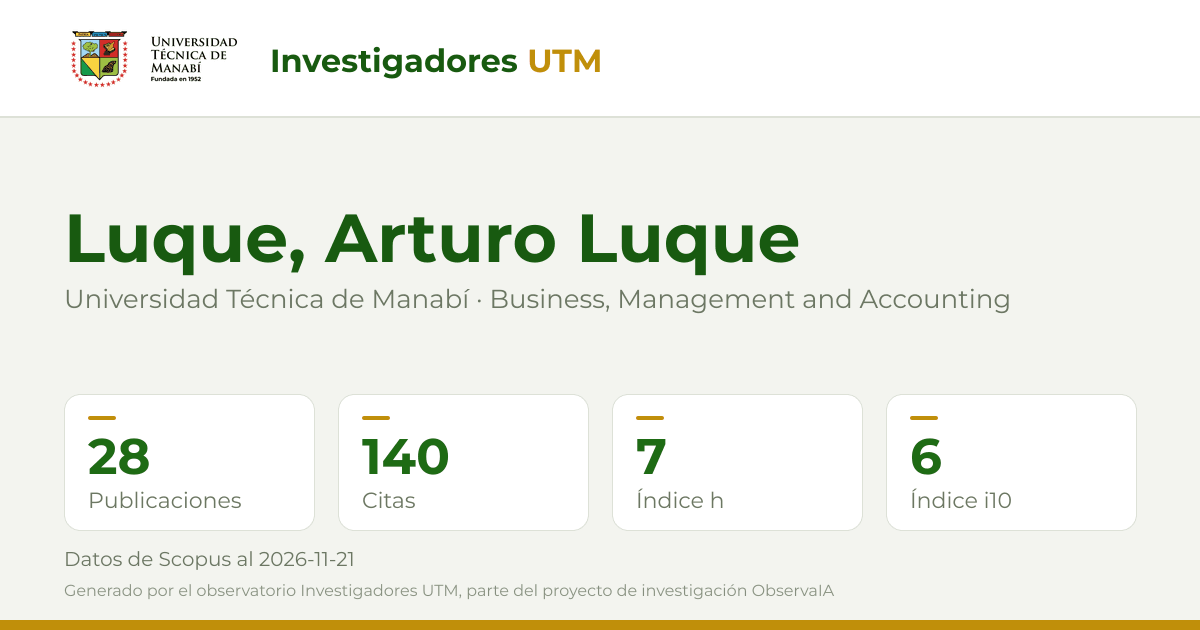 UNIVERSIDAD
TÉCNICA DE
MANABÍ
Fundada en 1952
Investigadores UTM
Luque, Arturo Luque
Universidad Técnica de Manabí · Business, Management and Accounting
28
Publicaciones
140
Citas
7
Índice h
6
Índice i10
Datos de Scopus al 2026-11-21
Generado por el observatorio Investigadores UTM, parte del proyecto de investigación ObservaIA